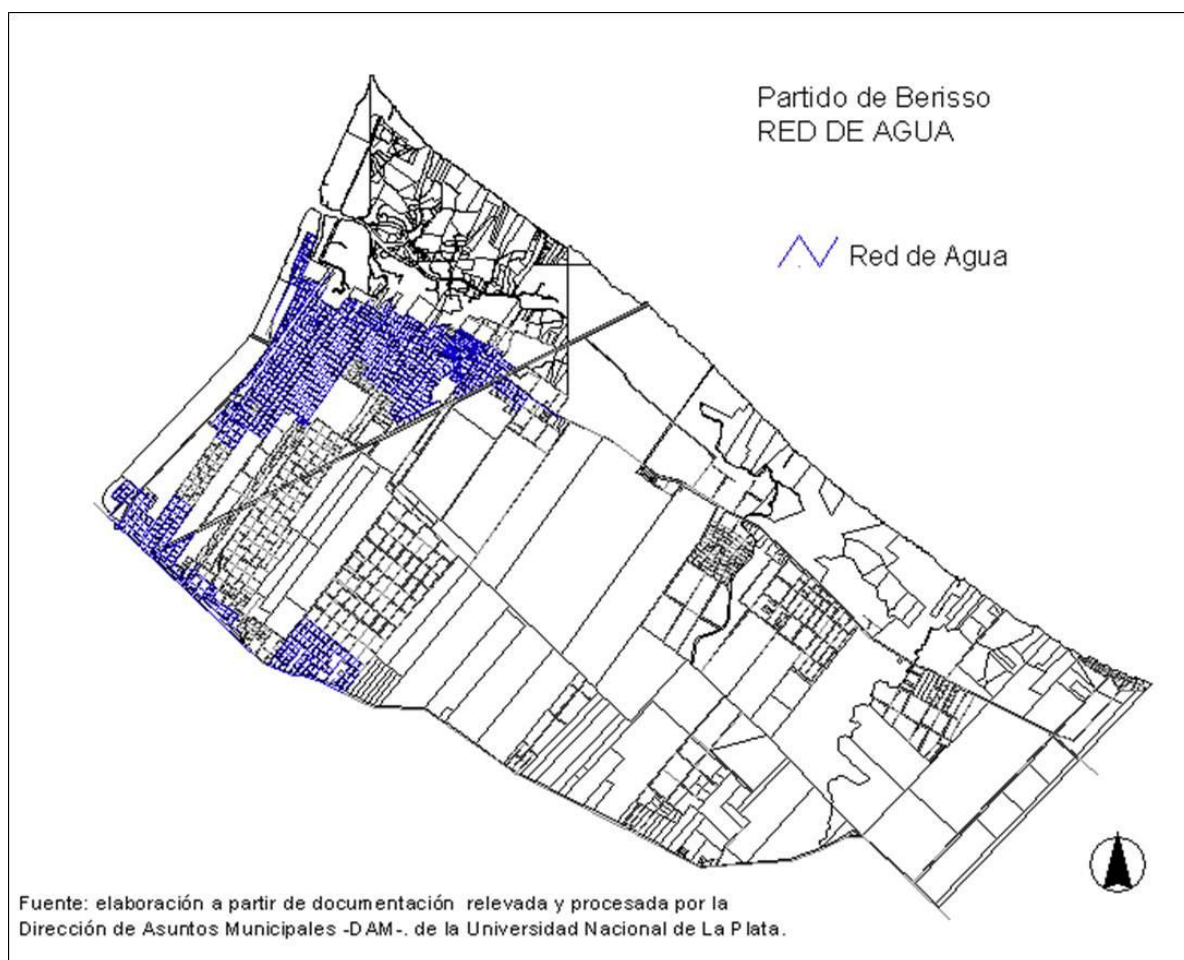 Partido de Berisso
RED DE AGUA
Red de Agua
Fuente: elaboración a partir de documentación relevada y procesada por la
Dirección de Asuntos Municipales -DAM-. de la Universidad Nacional de La Plata.